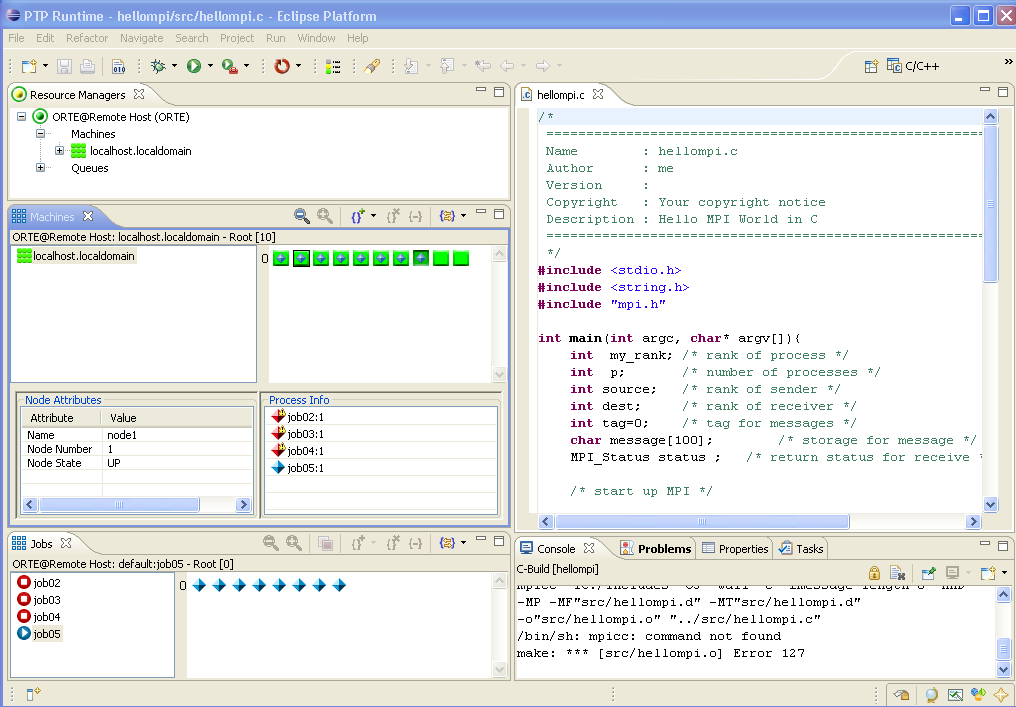 PTP Runtime - hellompi/src/hellompi.c - Eclipse Platform
File Edit Refactor Navigate Search Project Run Window Help
010
C/C++
Resource Managers
ORTE@Remote Host (ORTE)
Machines
localhost.localdomain
Queues
Machines
ORTE@Remote Host: localhost.localdomain - Root [10]
localhost.localdomain
0
Node Attributes
Attribute Value
Name node1
Node Number 1
Node State UP
Process Info
job02:1
job03:1
job04:1
job05:1
Jobs
ORTE@Remote Host: default:job05 - Root [0]
job02
job03
job04
job05
0
hellompi.c
/*
============================================================
Name : hellompi.c
Author : me
Version :
Copyright : Your copyright notice
Description : Hello MPI World in C
============================================================
*/
#include <stdio.h>
#include <string.h>
#include "mpi.h"
int main(int argc, char* argv[]){
int my_rank; /* rank of process */
int p; /* number of processes */
int source; /* rank of sender */
int dest; /* rank of receiver */
int tag=0; /* tag for messages */
char message[100]; /* storage for message */
MPI_Status status ; /* return status for receive *
/* start up MPI */
Console Problems Properties Tasks
C-Build [hellompi]
-MP -MF"src/hellompi.d" -MT"src/hellompi.d"
-o"src/hellompi.o" "../src/hellompi.c"
/bin/sh: mpicc: command not found
make: *** [src/hellompi.o] Error 127